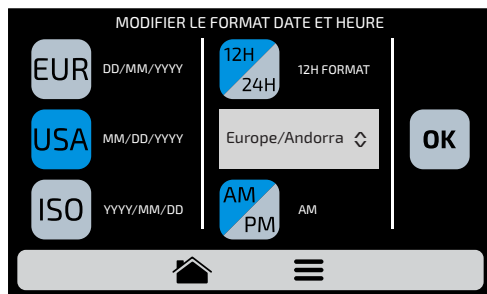 MODIFIER LE FORMAT DATE ET HEURE
EUR DD/MM/YYYY
USA MM/DD/YYYY
ISO YYYY/MM/DD
12H
24H
12H FORMAT
Europe/Andorra
AM
PM
AM
OK